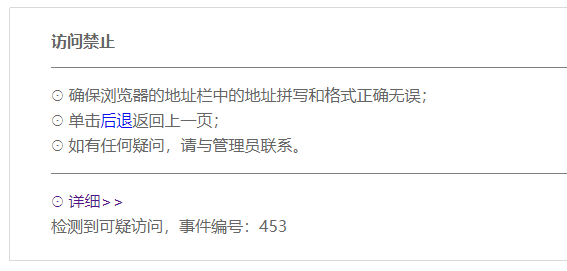 访问禁止
⊙ 确保浏览器的地址栏中的地址拼写和格式正确无误；
⊙ 单击后退返回上一页；
⊙ 如有任何疑问，请与管理员联系。
⊙ 详细>>
检测到可疑访问，事件编号：453